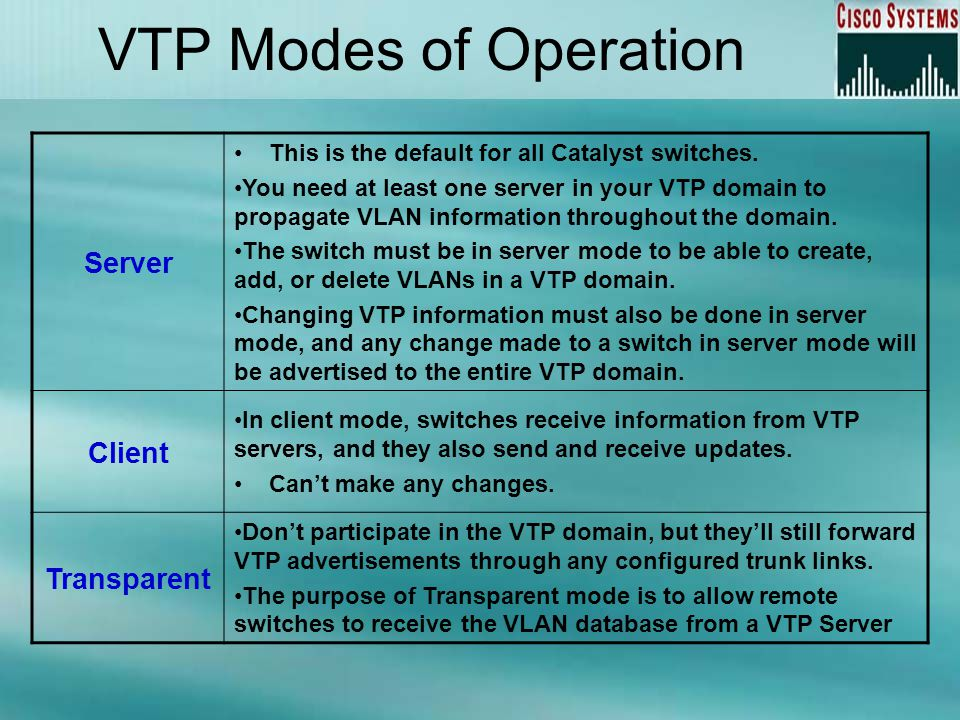 VTP Modes of Operation
CISCO SYSTEMS
Server
• This is the default for all Catalyst switches.
•You need at least one server in your VTP domain to
propagate VLAN information throughout the domain.
•The switch must be in server mode to be able to create,
add, or delete VLANs in a VTP domain.
•Changing VTP information must also be done in server
mode, and any change made to a switch in server mode will
be advertised to the entire VTP domain.
Client
•In client mode, switches receive information from VTP
servers, and they also send and receive updates.
• Can’t make any changes.
Transparent
•Don’t participate in the VTP domain, but they’ll still forward
VTP advertisements through any configured trunk links.
•The purpose of Transparent mode is to allow remote
switches to receive the VLAN database from a VTP Server